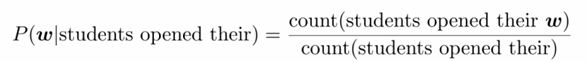 P(w|students opened their) = count(students opened their w) / count(students opened their)